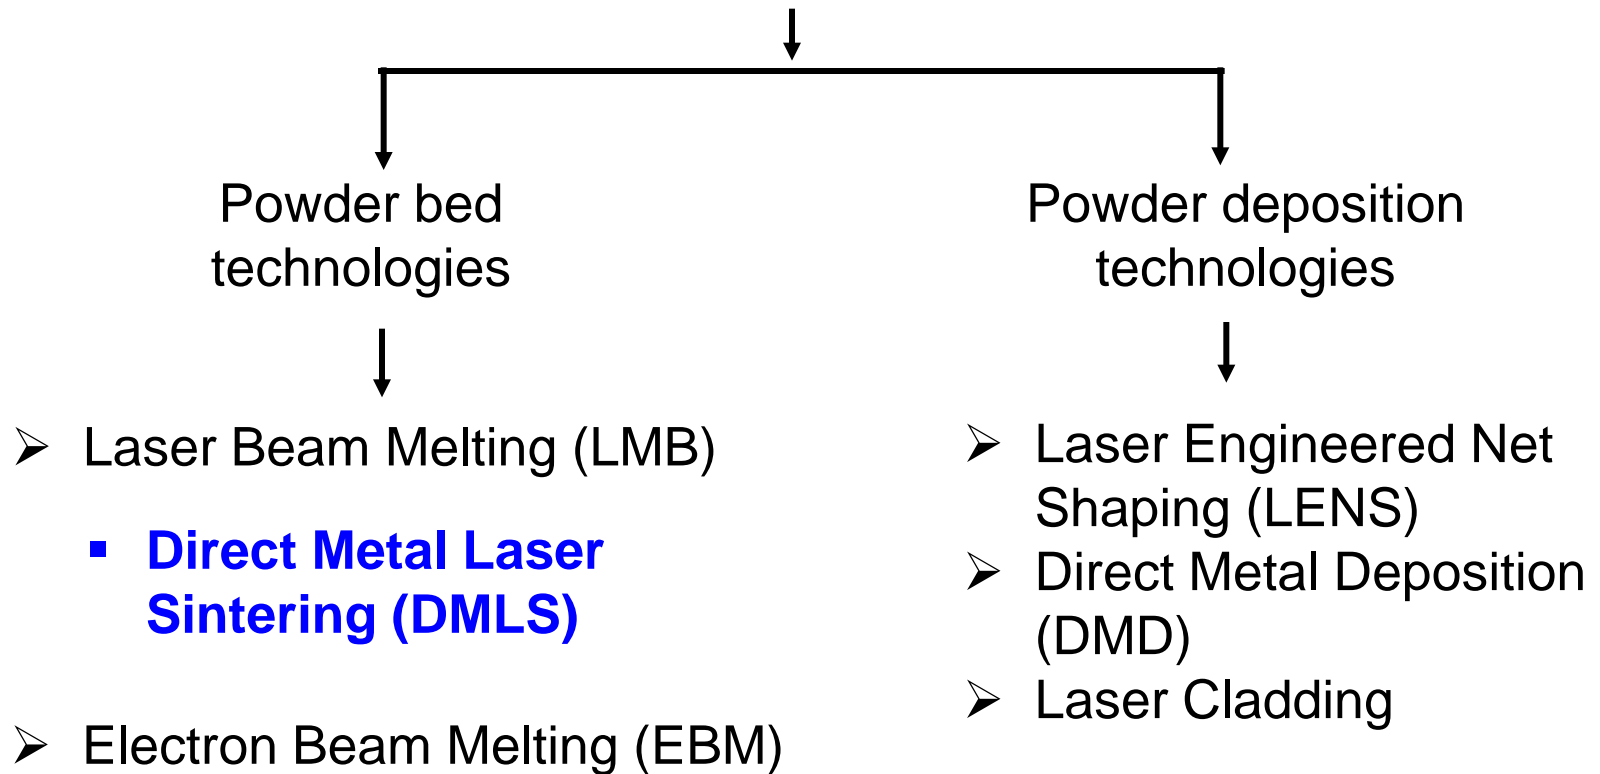 Powder bed
technologies
Powder deposition
technologies
➢ Laser Beam Melting (LMB)
▪ Direct Metal Laser
Sintering (DMLS)
➢ Electron Beam Melting (EBM)
➢ Laser Engineered Net
Shaping (LENS)
➢ Direct Metal Deposition
(DMD)
➢ Laser Cladding